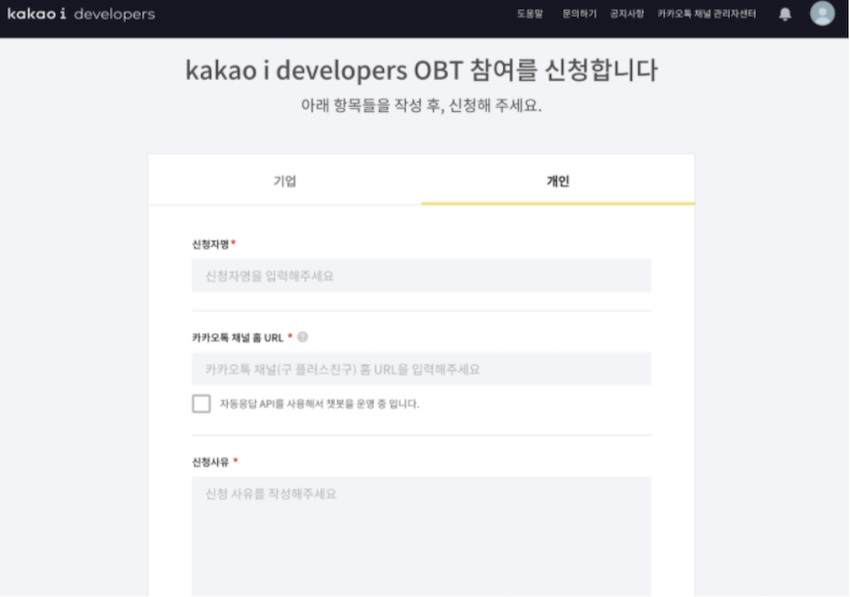 kakao i developers
도움말 문의하기 공지사항 카카오톡 채널 관리자센터
kakao i developers OBT 참여를 신청합니다
아래 항목들을 작성 후, 신청해 주세요.
기업 개인
신청자명*
신청자명을 입력해주세요
카카오톡 채널 홈 URL * ?
카카오톡 채널(구 플러스친구) 홈 URL을 입력해주세요
자동응답 API를 사용해서 챗봇을 운영 중 입니다.
신청사유 *
신청 사유를 작성해주세요